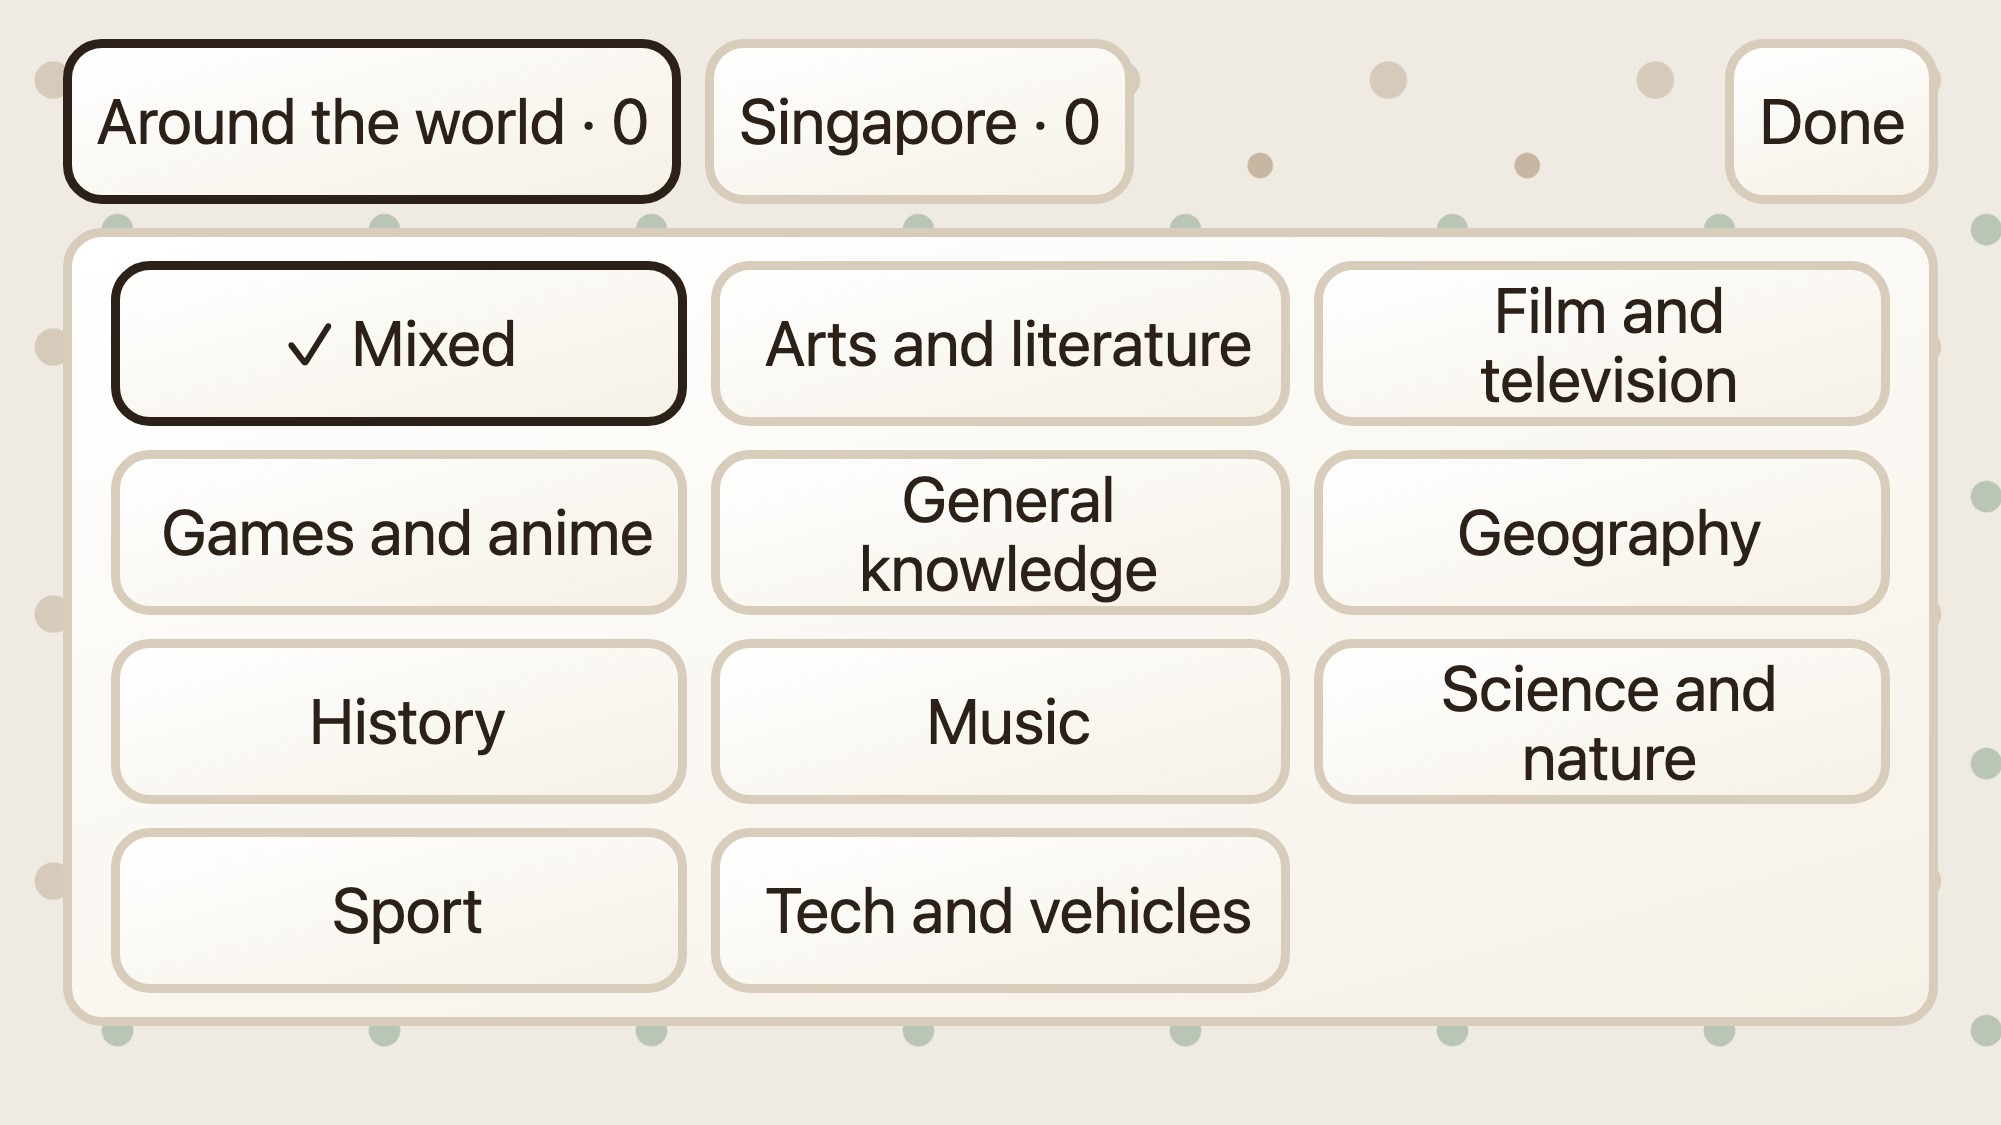 Around the world · 0
Singapore · 0
Done
✓ Mixed
Arts and literature
Film and
television
Games and anime
General
knowledge
Geography
History
Music
Science and
nature
Sport
Tech and vehicles